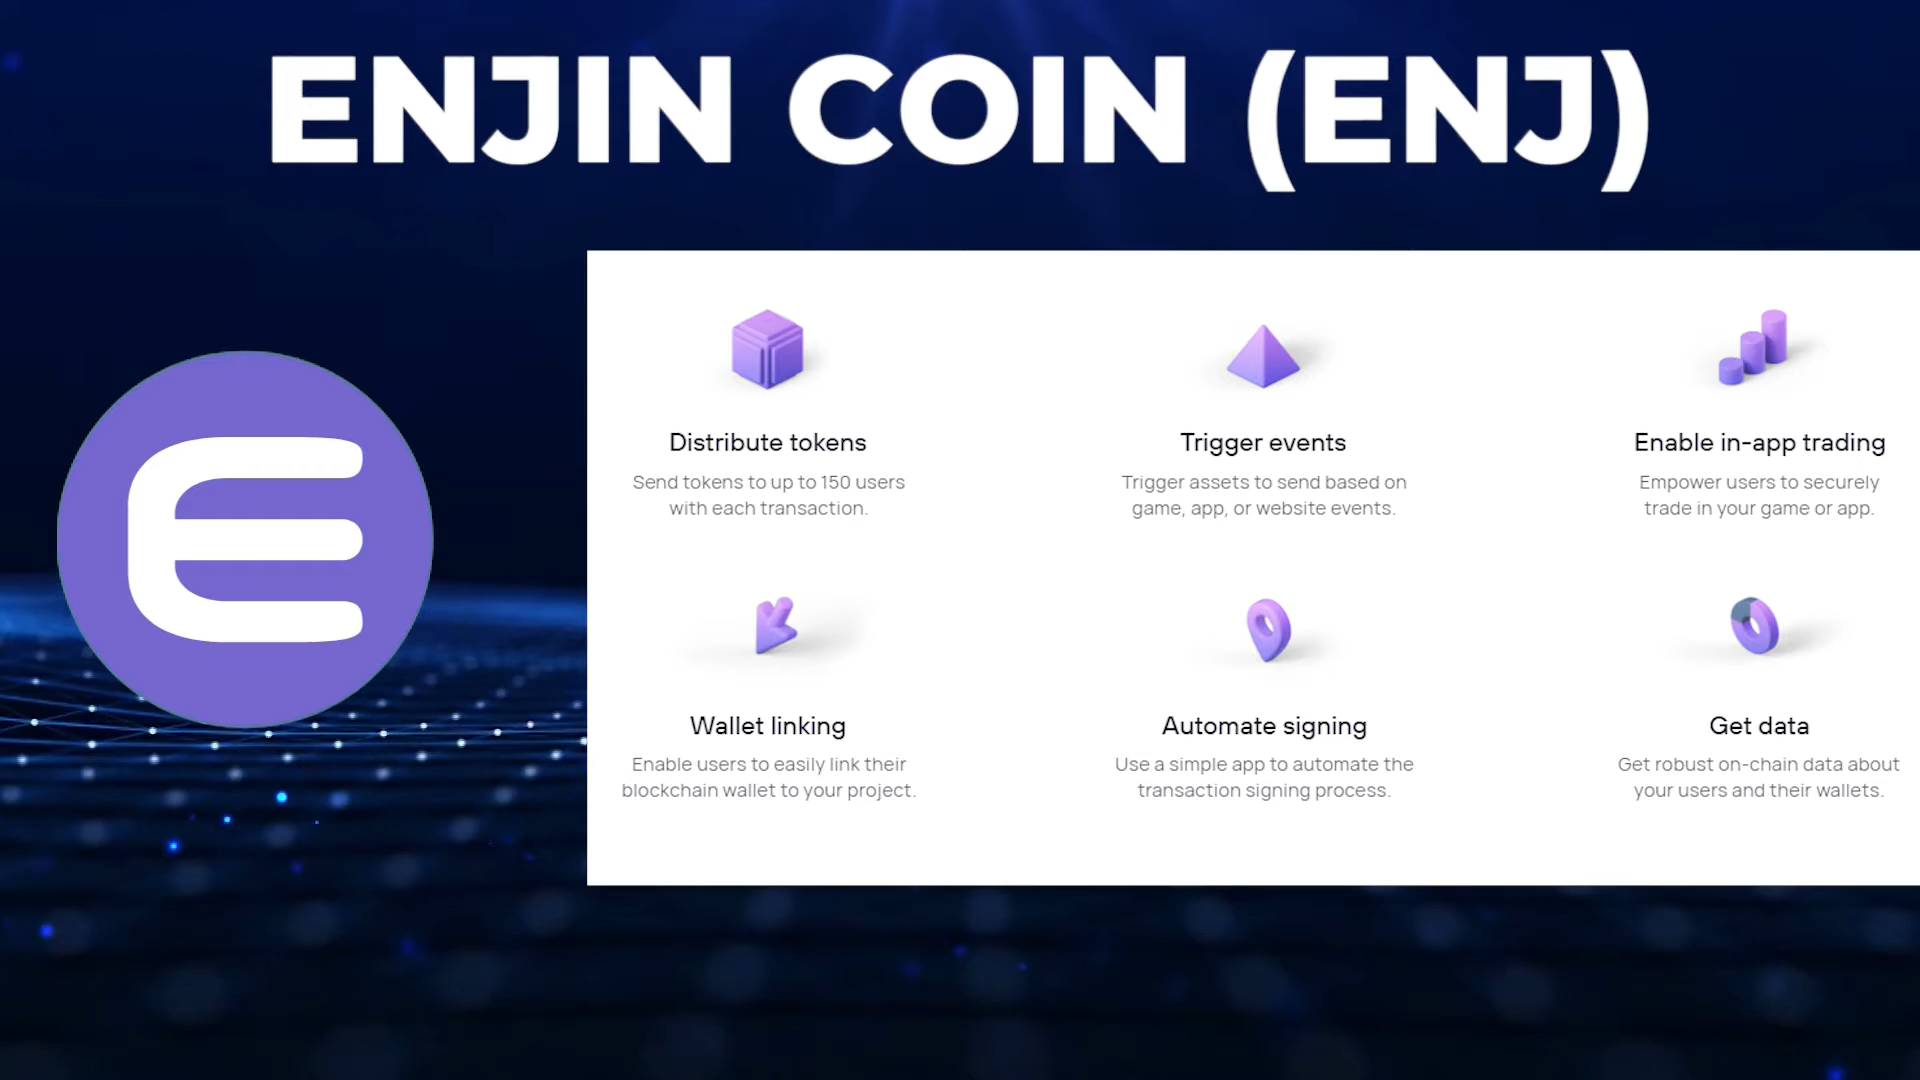 ENJIN COIN (ENJ)
Distribute tokens
Send tokens to up to 150 users
with each transaction.
Trigger events
Trigger assets to send based on
game, app, or website events.
Enable in-app trading
Empower users to securely
trade in your game or app.
Wallet linking
Enable users to easily link their
blockchain wallet to your project.
Automate signing
Use a simple app to automate the
transaction signing process.
Get data
Get robust on-chain data about
your users and their wallets.